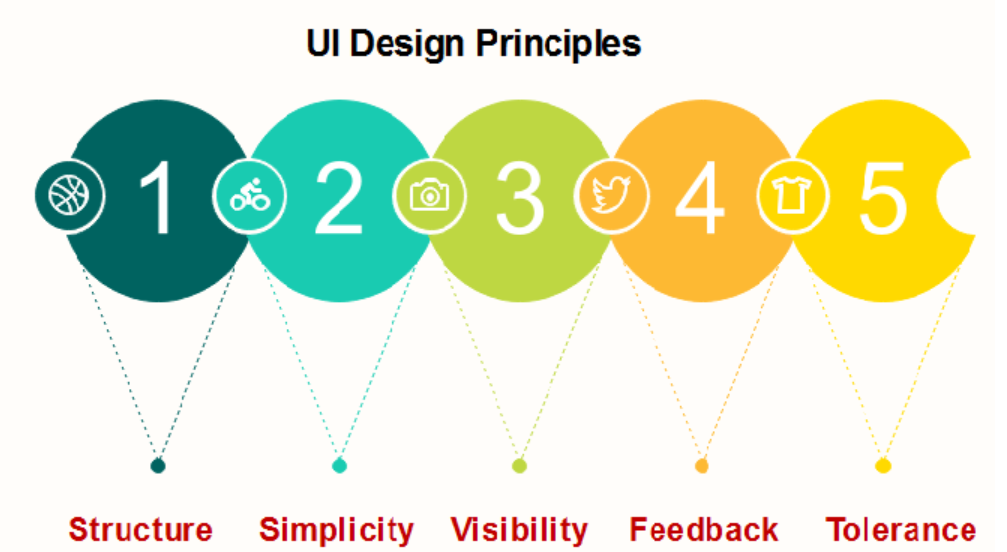 UI Design Principles
1 2 3 4 5
Structure Simplicity Visibility Feedback Tolerance